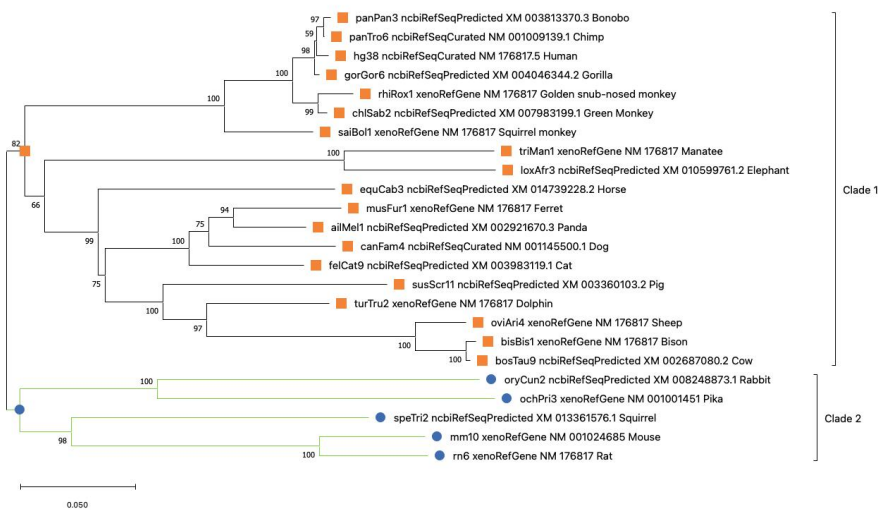 97
panPan3 ncbiRefSeqPredicted XM 003813370.3 Bonobo
59
panTro6 ncbiRefSeqCurated NM 001009139.1 Chimp
98
hg38 ncbiRefSeqCurated NM 176817.5 Human
100
gorGor6 ncbiRefSeqPredicted XM 004046344.2 Gorilla
100
rhiRox1 xenoRefGene NM 176817 Golden snub-nosed monkey
99
chlSab2 ncbiRefSeqPredicted XM 007983199.1 Green Monkey
saiBol1 xenoRefGene NM 176817 Squirrel monkey
82
100
triMan1 xenoRefGene NM 176817 Manatee
loxAfr3 ncbiRefSeqPredicted XM 010599761.2 Elephant
Clade 1
equCab3 ncbiRefSeqPredicted XM 014739228.2 Horse
66
94
musFur1 xenoRefGene NM 176817 Ferret
75
ailMel1 ncbiRefSeqPredicted XM 002921670.3 Panda
99
100
canFam4 ncbiRefSeqCurated NM 001145500.1 Dog
felCat9 ncbiRefSeqPredicted XM 003983119.1 Cat
75
susScr11 ncbiRefSeqPredicted XM 003360103.2 Pig
100
turTru2 xenoRefGene NM 176817 Dolphin
97
oviAri4 xenoRefGene NM 176817 Sheep
100
bisBis1 xenoRefGene NM 176817 Bison
100
bosTau9 ncbiRefSeqPredicted XM 002687080.2 Cow
100
oryCun2 ncbiRefSeqPredicted XM 008248873.1 Rabbit
ochPri3 xenoRefGene NM 001001451 Pika
Clade 2
speTri2 ncbiRefSeqPredicted XM 013361576.1 Squirrel
98
mm10 xenoRefGene NM 001024685 Mouse
100
rn6 xenoRefGene NM 176817 Rat
0.050